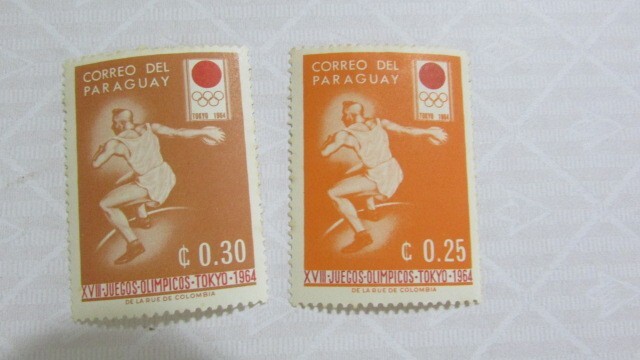 CORREO DEL
PARAGUAY
TOKYO 1964
₡ 0.30
XVIII-JUEGOS-OLIMPICOS-TOKYO-1964
DE LA RUE DE COLOMBIA
CORREO DEL
PARAGUAY
TOKYO 1964
₡ 0.25
XVIII-JUEGOS-OLIMPICOS-TOKYO-1964
DE LA RUE DE COLOMBIA